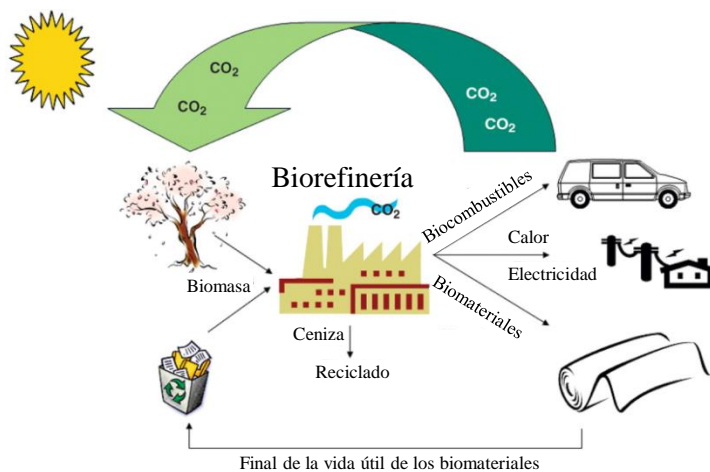 CO2
CO2
CO2
CO2
Biorefinería
CO2
Biocombustibles
Calor
Biomasa
Electricidad
Biomateriales
Ceniza
Reciclado
Final de la vida útil de los biomateriales